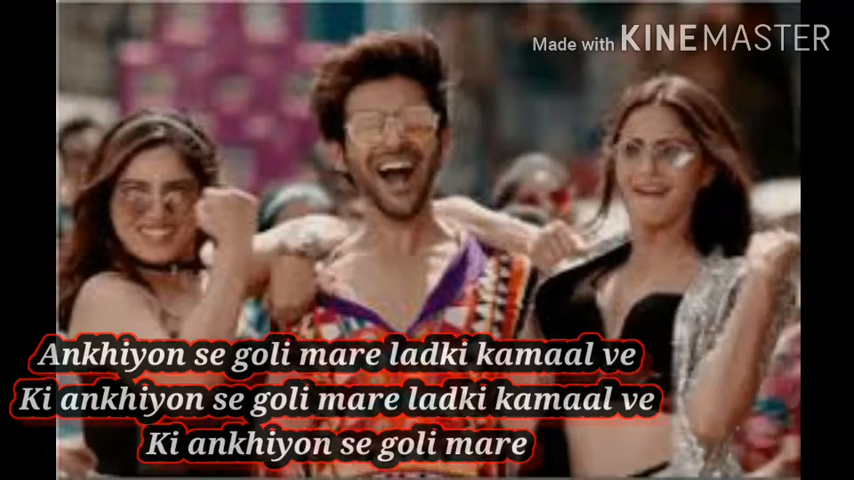 Made with KINEMASTER
Ankhiyon se goli mare ladki kamaal ve
Ki ankhiyon se goli mare ladki kamaal ve
Ki ankhiyon se goli mare